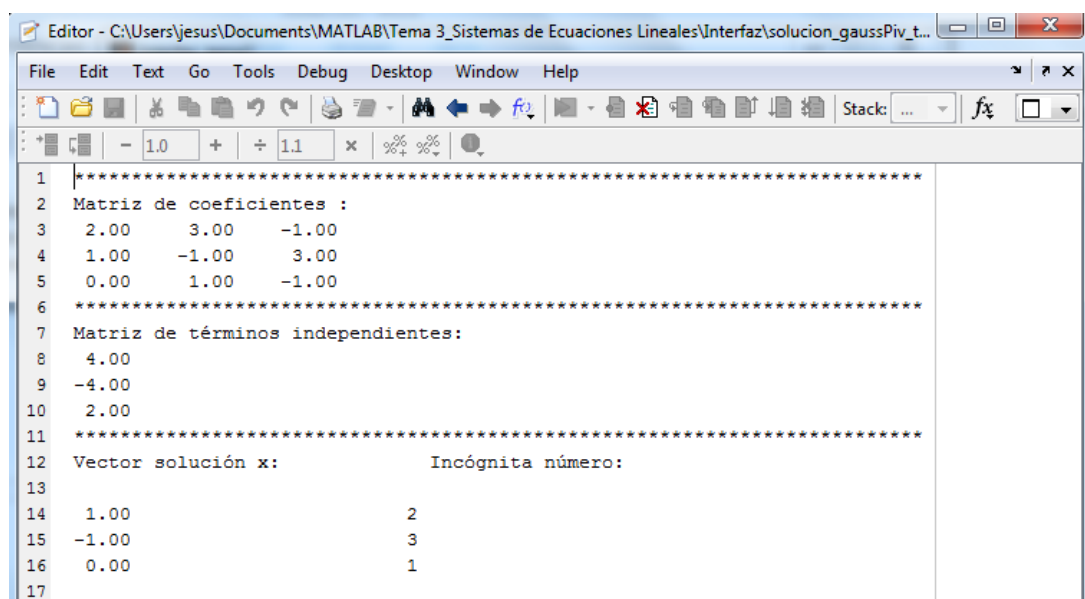 Editor - C:\Users\jesus\Documents\MATLAB\Tema 3_Sistemas de Ecuaciones Lineales\Interfaz\solucion_gaussPiv_t...
File Edit Text Go Tools Debug Desktop Window Help
Stack: ... fx
- 1.0 + ÷ 1.1 ×
1 ***************************************************************************
2 Matriz de coeficientes :
3 2.00 3.00 -1.00
4 1.00 -1.00 3.00
5 0.00 1.00 -1.00
6 ***************************************************************************
7 Matriz de términos independientes:
8 4.00
9 -4.00
10 2.00
11 ***************************************************************************
12 Vector solución x: Incógnita número:
13
14 1.00 2
15 -1.00 3
16 0.00 1
17